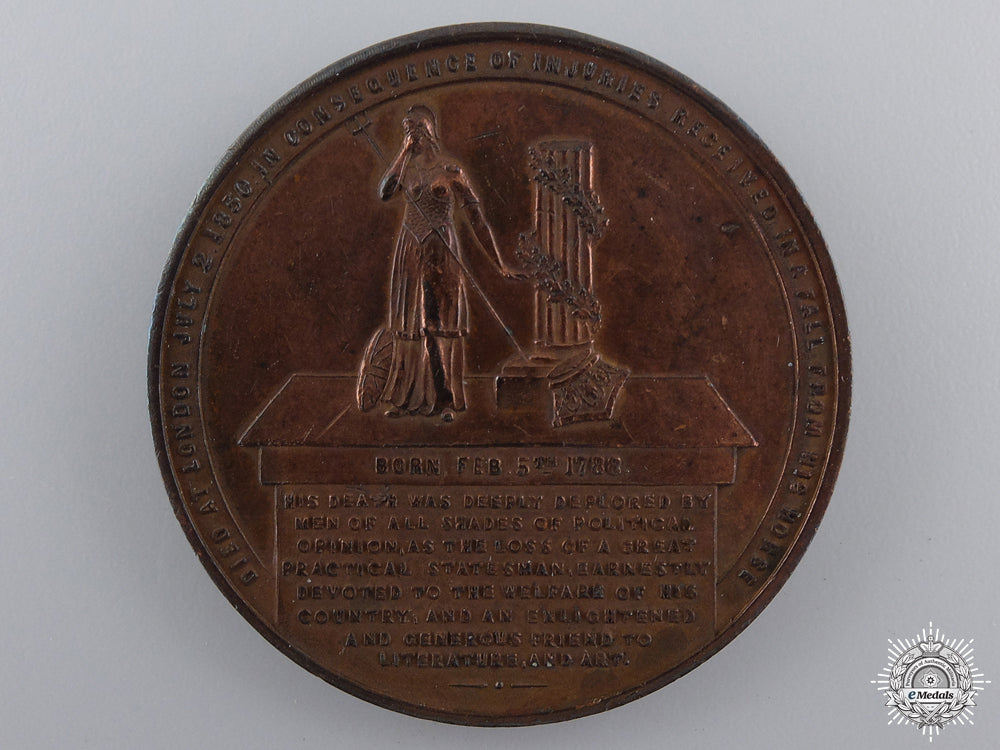 DIED AT LONDON JULY 2. 1850. IN CONSEQUENCE OF INJURIES RECEIVED IN A FALL FROM HIS HORSE
BORN, FEB. 5TH 1788.
HIS DEATH WAS DEEPLY DEPLORED BY
MEN OF ALL SHADES OF POLITICAL
OPINION, AS THE LOSS OF A GREAT
PRACTICAL STATESMAN, EARNESTLY
DEVOTED TO THE WELFARE OF HIS
COUNTRY, AND AN ENLIGHTENED
AND GENEROUS FRIEND TO
LITERATURE, AND ART.
eMedals